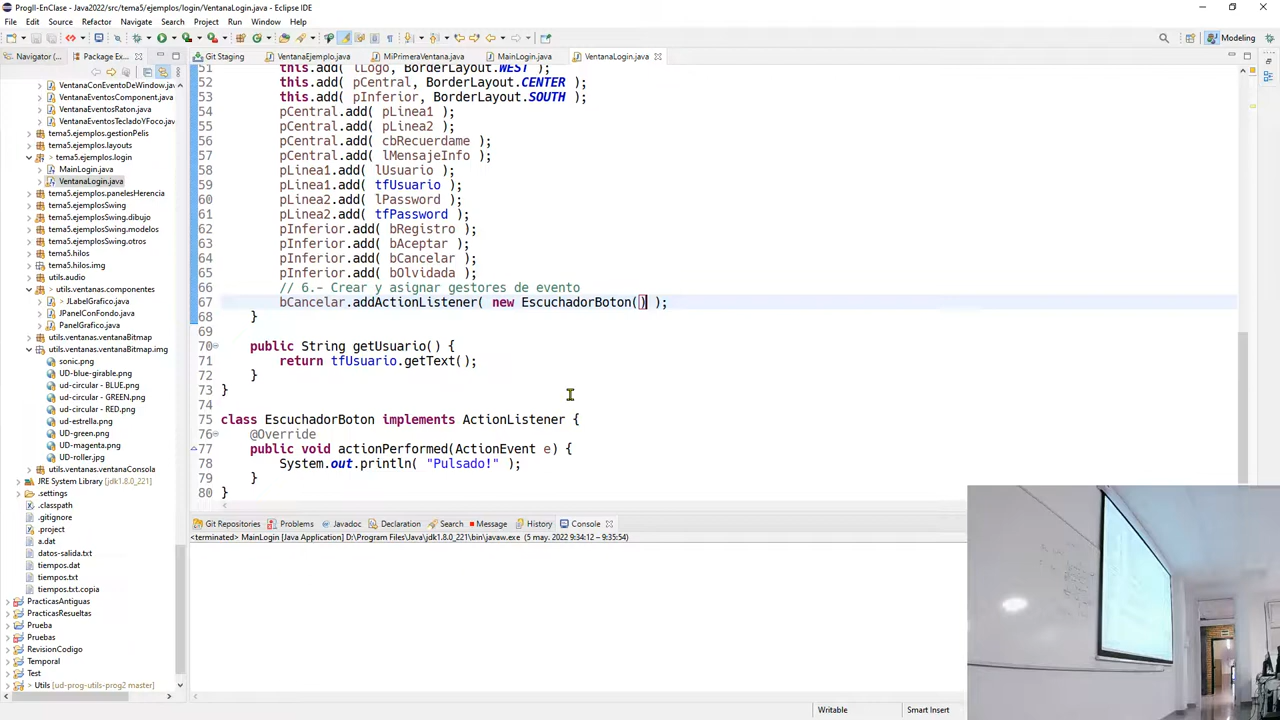 ProgII-EnClase - Java2022/src/tema5/ejemplos/login/VentanaLogin.java - Eclipse IDE
File Edit Source Refactor Navigate Search Project Run Window Help
Modeling
Navigator (... Package Exp...
Git Staging VentanaEjemplo.java MiPrimeraVentana.java MainLogin.java VentanaLogin.java
VentanaConEventoDeWindow.jav
VentanaEventosComponent.java
VentanaEventosRaton.java
VentanaEventosTecladoYFoco.jav
tema5.ejemplos.gestionPelis
tema5.ejemplos.layouts
> tema5.ejemplos.login
MainLogin.java
VentanaLogin.java
tema5.ejemplos.panelesHerencia
tema5.ejemplosSwing
tema5.ejemplosSwing.dibujo
tema5.ejemplosSwing.modelos
tema5.ejemplosSwing.otros
tema5.hilos
tema5.hilos.img
utils.audio
> utils.ventanas.componentes
> JLabelGrafico.java
JPanelConFondo.java
PanelGrafico.java
utils.ventanas.ventanaBitmap
utils.ventanas.ventanaBitmap.img
sonic.png
UD-blue-girable.png
ud-circular - BLUE.png
ud-circular - GREEN.png
ud-circular - RED.png
ud-estrella.png
UD-green.png
UD-magenta.png
UD-roller.jpg
utils.ventanas.ventanaConsola
JRE System Library [jdk1.8.0_221]
.settings
.classpath
.gitignore
.project
a.dat
datos-salida.txt
tiempos.dat
tiempos.txt
tiempos.txt.copia
PracticasAntiguas
PracticasResueltas
Prueba
Pruebas
RevisionCodigo
Temporal
Test
> Utils [ud-prog-utils-prog2 master]
51 this.add( lLogo, BorderLayout.WEST );
52 this.add( pCentral, BorderLayout.CENTER );
53 this.add( pInferior, BorderLayout.SOUTH );
54 pCentral.add( pLinea1 );
55 pCentral.add( pLinea2 );
56 pCentral.add( cbRecuerdame );
57 pCentral.add( lMensajeInfo );
58 pLinea1.add( lUsuario );
59 pLinea1.add( tfUsuario );
60 pLinea2.add( lPassword );
61 pLinea2.add( tfPassword );
62 pInferior.add( bRegistro );
63 pInferior.add( bAceptar );
64 pInferior.add( bCancelar );
65 pInferior.add( bOlvidada );
66 // 6.- Crear y asignar gestores de evento
67 bCancelar.addActionListener( new EscuchadorBoton() );
68 }
69
70 public String getUsuario() {
71 return tfUsuario.getText();
72 }
73 }
74
75 class EscuchadorBoton implements ActionListener {
76 @Override
77 public void actionPerformed(ActionEvent e) {
78 System.out.println( "Pulsado!" );
79 }
80 }
Git Repositories Problems Javadoc Declaration Search Message History Console
<terminated> MainLogin [Java Application] D:\Program Files\Java\jdk1.8.0_221\bin\javaw.exe (5 may. 2022 9:34:12 – 9:35:54)
Writable Smart Insert